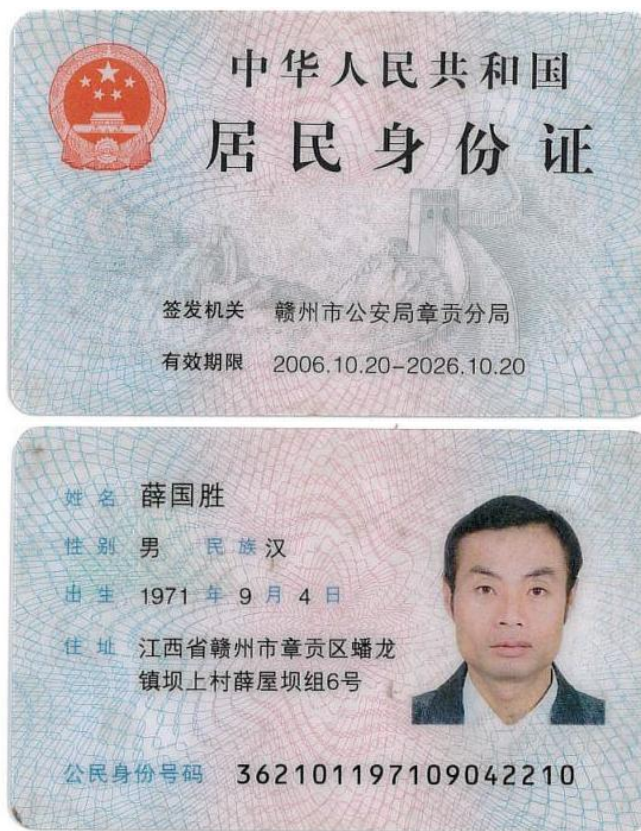 中华人民共和国
居民身份证
签发机关 赣州市公安局章贡分局
有效期限 2006.10.20-2026.10.20
姓名 薛国胜
性别 男 民族 汉
出生 1971 年 9 月 4 日
住址 江西省赣州市章贡区蟠龙
镇坝上村薛屋坝组6号
公民身份号码 362101197109042210